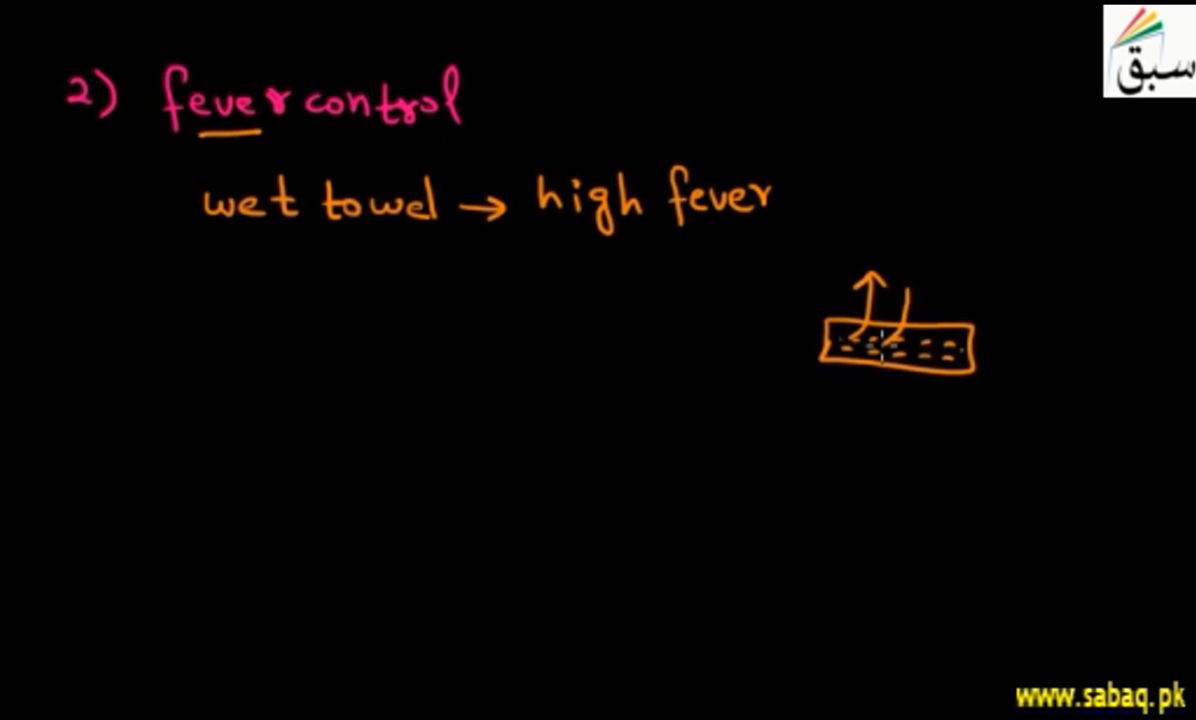 سبق
2) fever control
wet towel → high fever
www.sabaq.pk